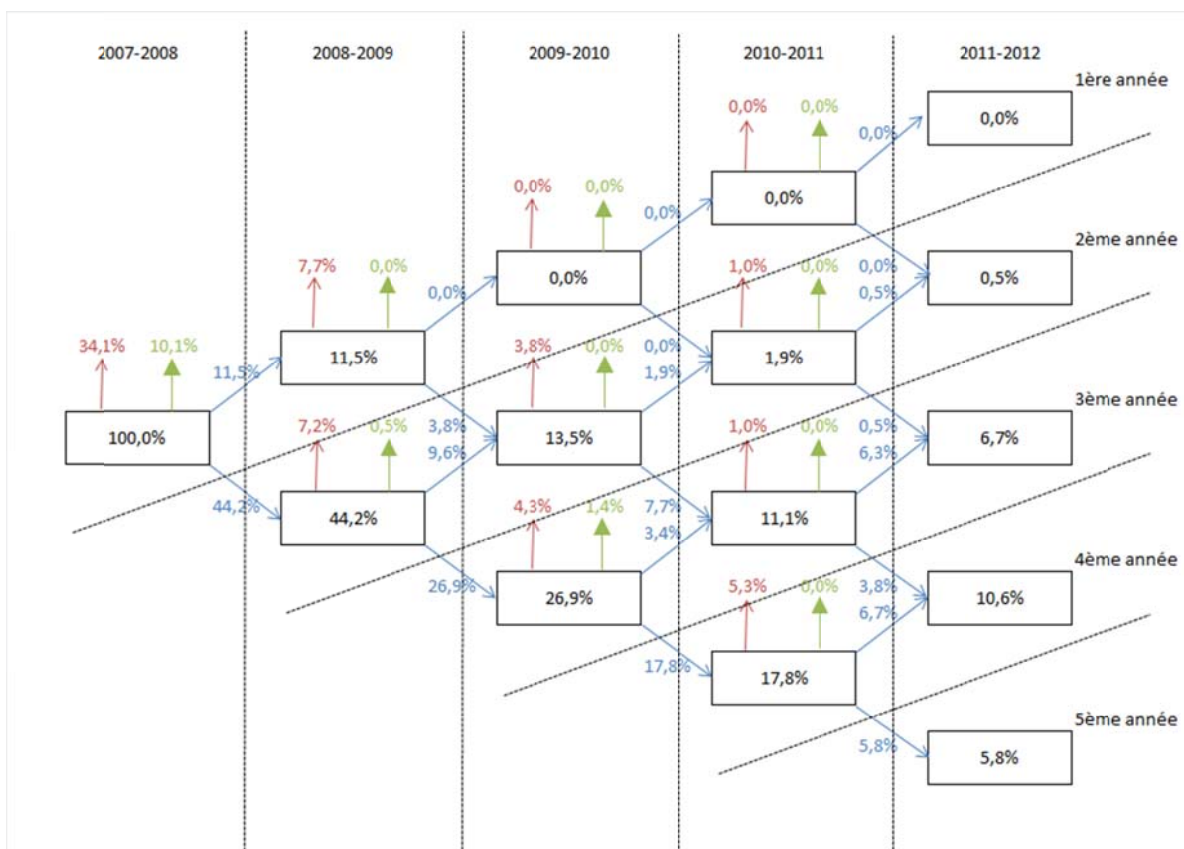 2007-2008 2008-2009 2009-2010 2010-2011 2011-2012
1ère année
0,0% 0,0% 0,0% 0,0%
0,0% 0,0% 0,0% 0,0%
2ème année
7,7% 0,0% 0,0% 0,0% 1,0% 0,0% 0,0% 0,5%
0,5%
34,1% 10,1% 11,5% 11,5% 3,8% 0,0% 0,0% 1,9%
1,9%
3ème année
100,0% 7,2% 0,5% 3,8% 13,5% 1,0% 0,0% 0,5% 6,7%
9,6% 6,3%
44,2% 44,2% 4,3% 1,4% 7,7% 11,1%
3,4%
4ème année
26,9% 26,9% 5,3% 0,0% 3,8% 10,6%
6,7%
17,8% 17,8%
5ème année
5,8% 5,8%